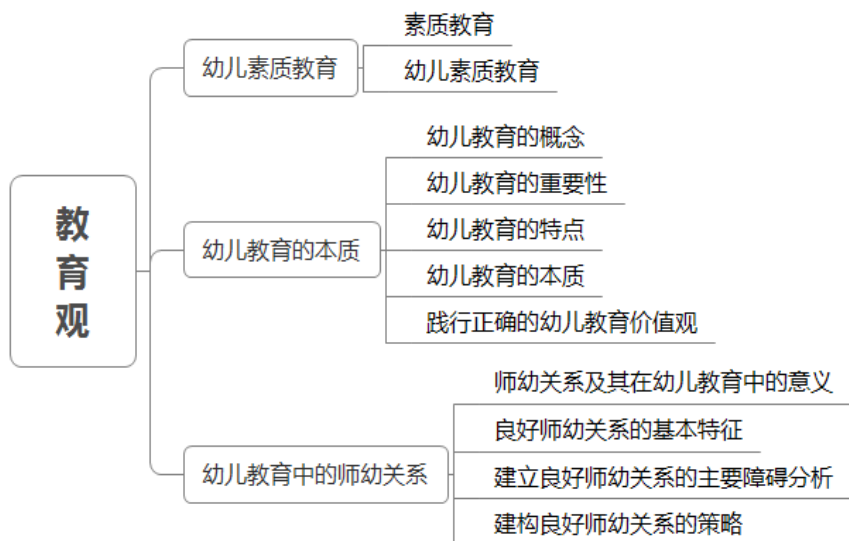 教育观
幼儿素质教育
素质教育
幼儿素质教育
幼儿教育的本质
幼儿教育的概念
幼儿教育的重要性
幼儿教育的特点
幼儿教育的本质
践行正确的幼儿教育价值观
幼儿教育中的师幼关系
师幼关系及其在幼儿教育中的意义
良好师幼关系的基本特征
建立良好师幼关系的主要障碍分析
建构良好师幼关系的策略